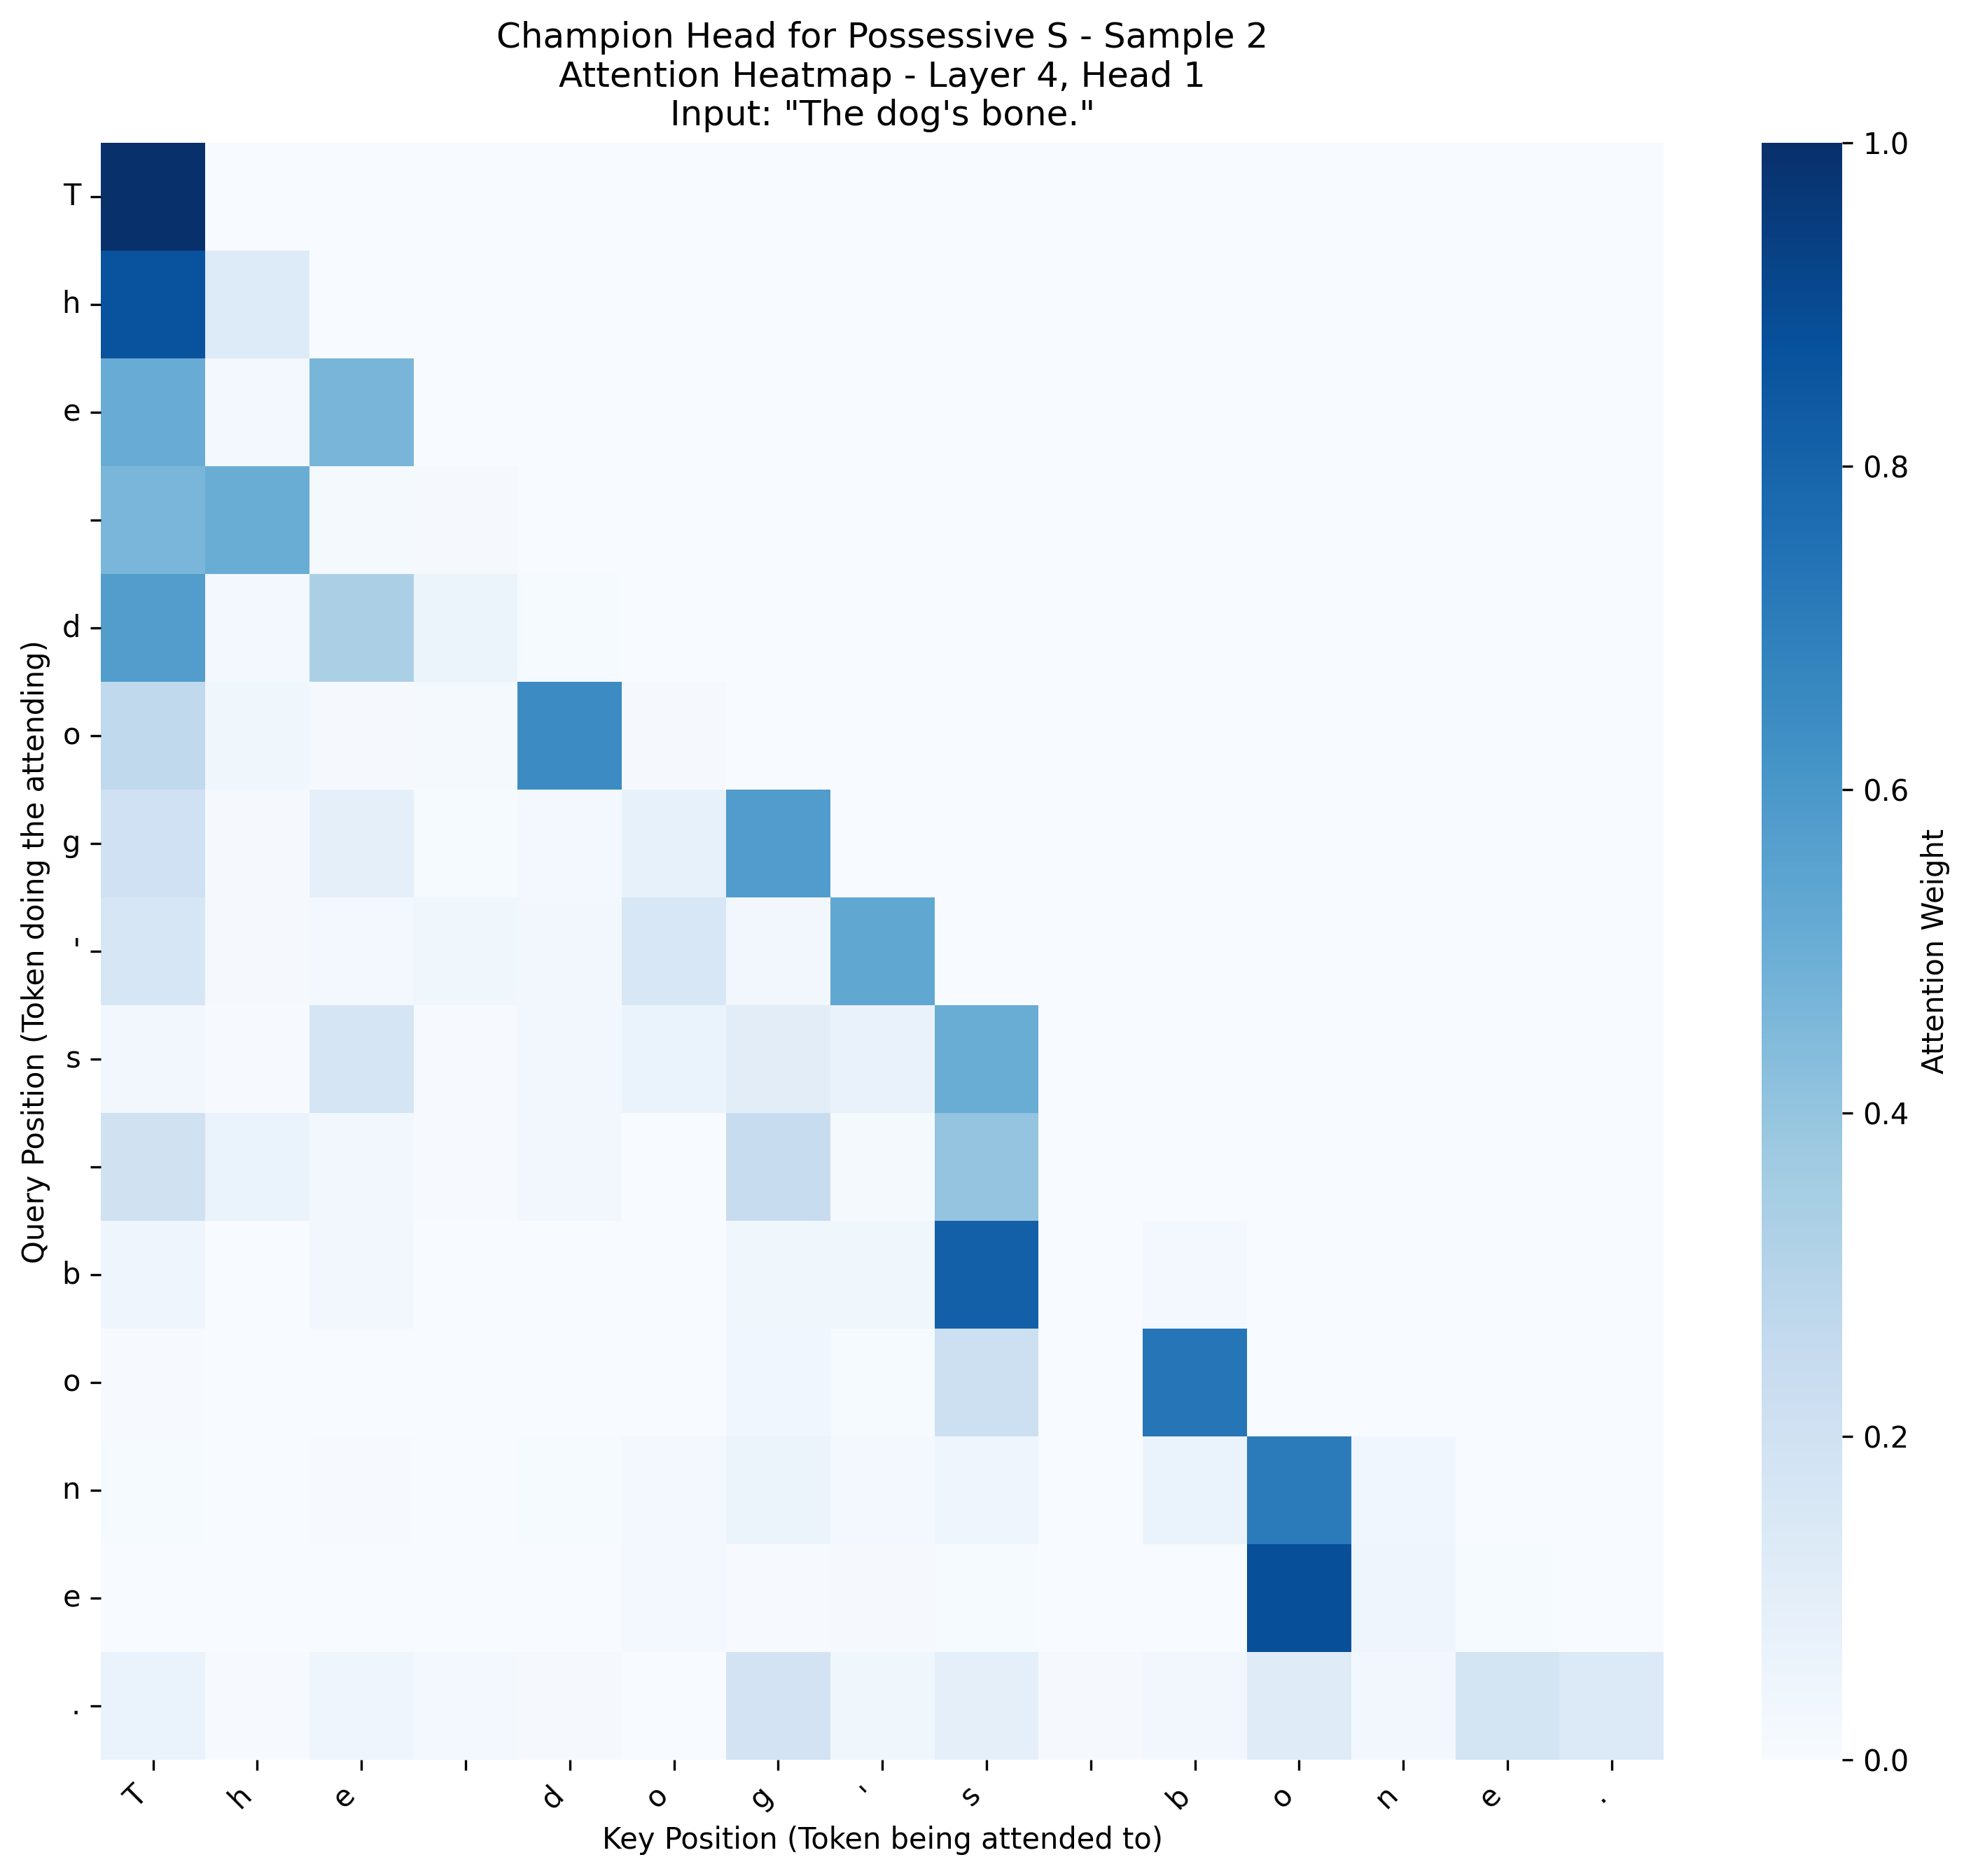 Champion Head for Possessive S - Sample 2
Attention Heatmap - Layer 4, Head 1
Input: "The dog's bone."
Query Position (Token doing the attending)
T
h
e
d
o
g
'
s
b
o
n
e
.
T
h
e
d
o
g
'
s
b
o
n
e
.
Key Position (Token being attended to)
1.0
0.8
0.6
0.4
0.2
0.0
Attention Weight